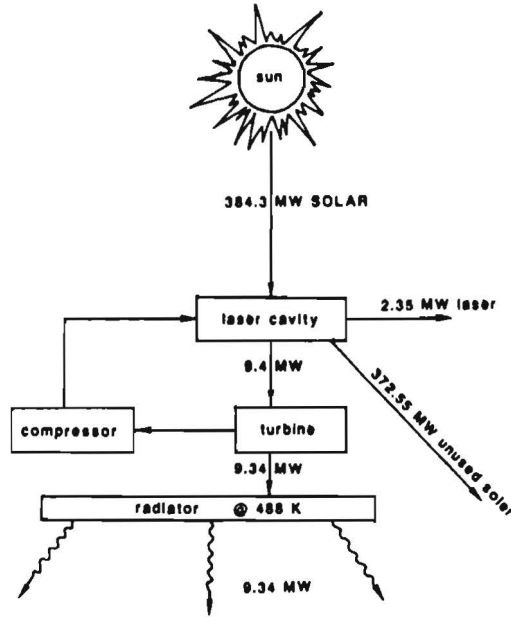 sun
384.3 MW SOLAR
2.35 MW laser
laser cavity
9.4 MW
372.55 MW unused solar
compressor
turbine
9.34 MW
radiator @ 488 K
9.34 MW